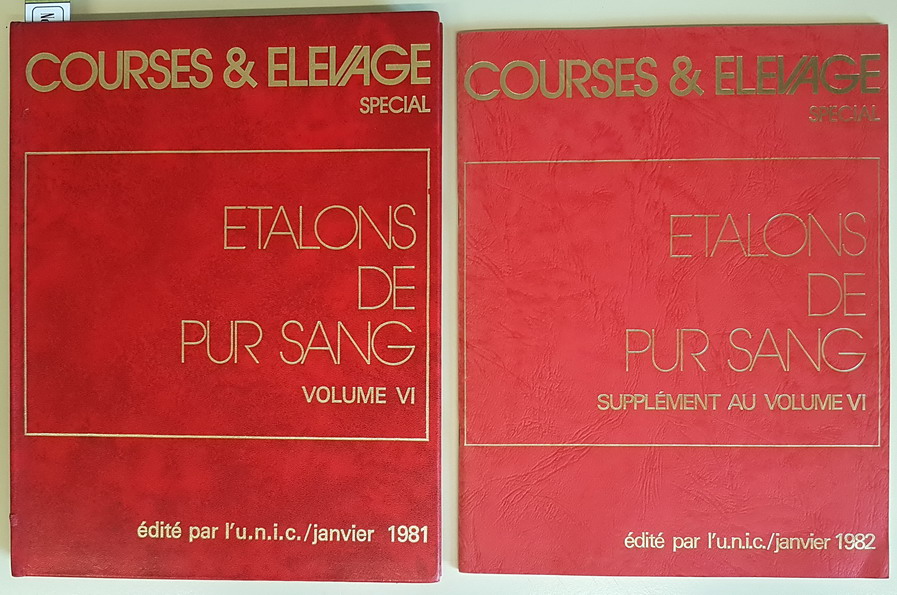 COURSES & ELEVAGE
SPECIAL
ETALONS
DE
PUR SANG
VOLUME VI
édité par l'u.n.i.c./janvier 1981
COURSES & ELEVAGE
SPECIAL
ETALONS
DE
PUR SANG
SUPPLÉMENT AU VOLUME VI
édité par l'u.n.i.c./janvier 1982